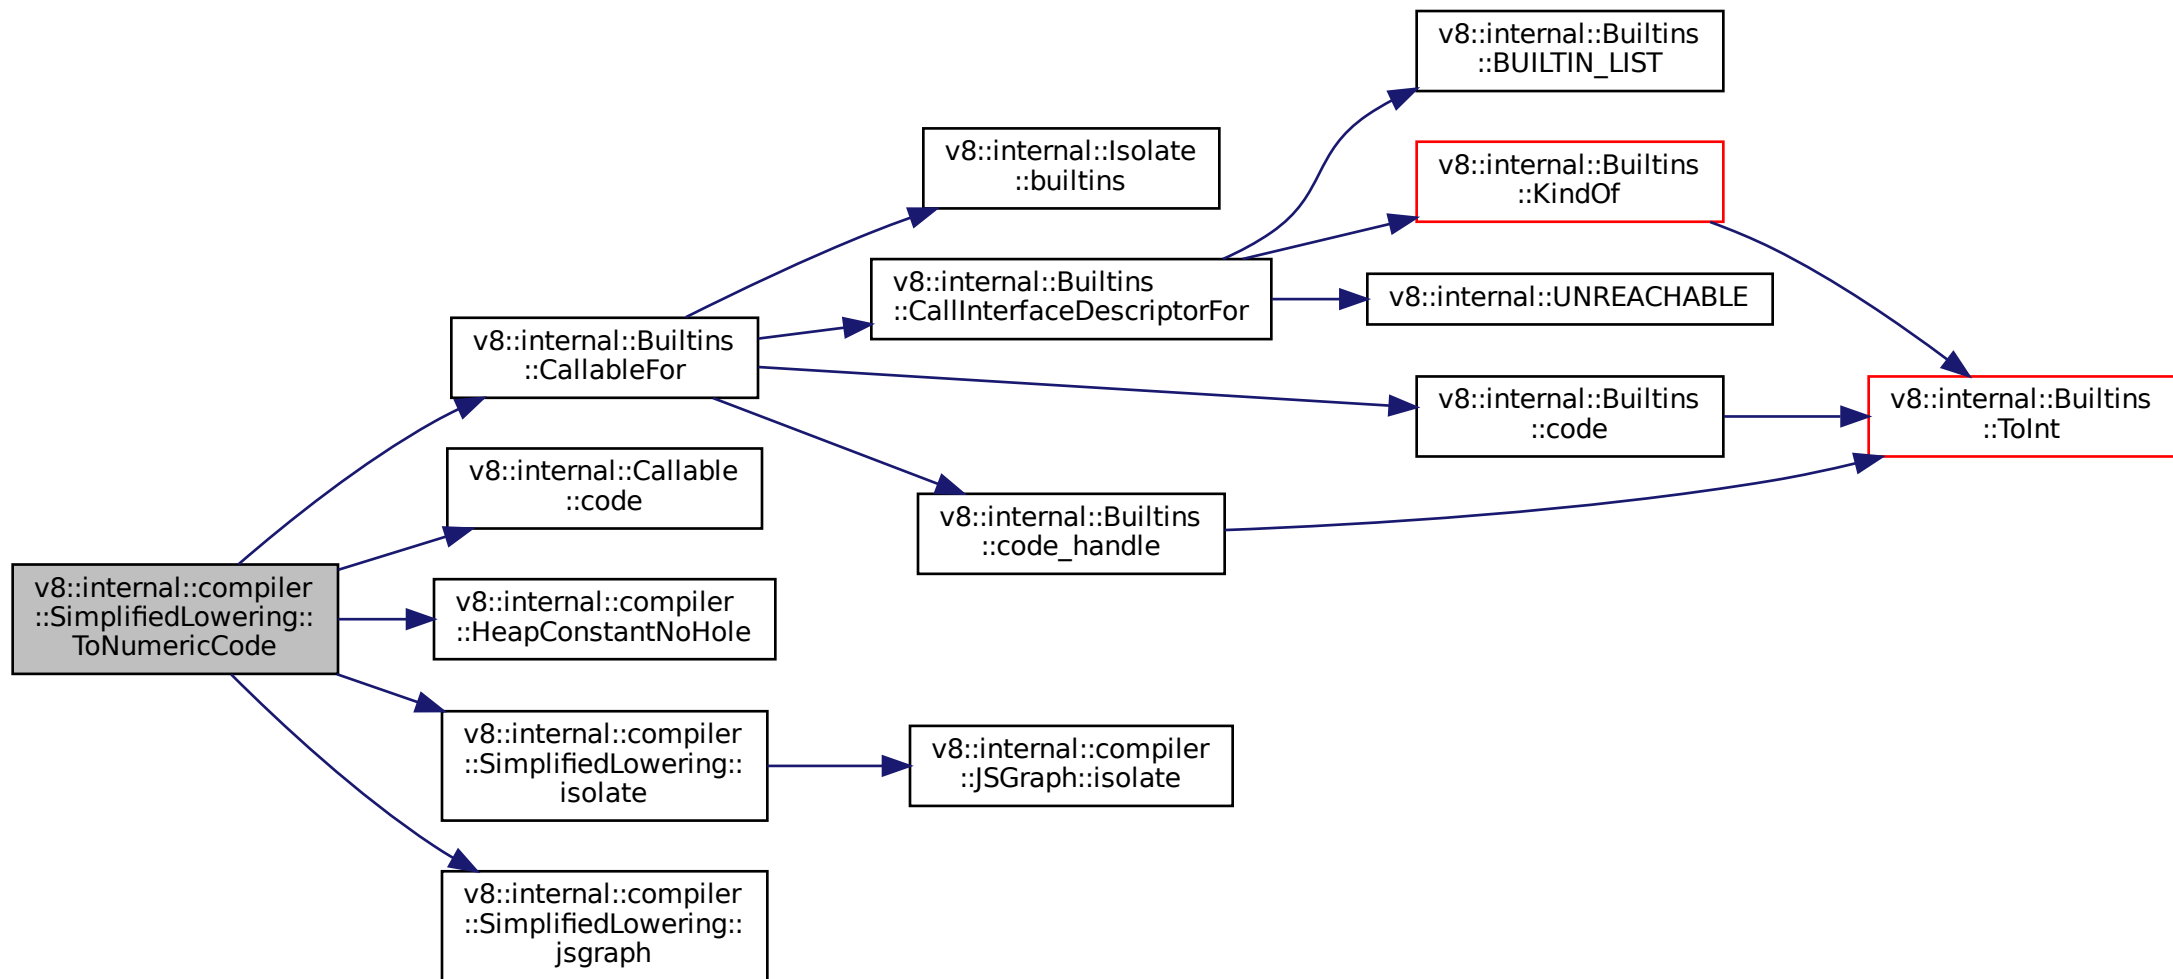 v8::internal::compiler
::SimplifiedLowering::
ToNumericCode
v8::internal::Builtins
::CallableFor
v8::internal::Isolate
::builtins
v8::internal::Builtins
::CallInterfaceDescriptorFor
v8::internal::Builtins
::BUILTIN_LIST
v8::internal::Builtins
::KindOf
v8::internal::UNREACHABLE
v8::internal::Builtins
::code
v8::internal::Builtins
::ToInt
v8::internal::Builtins
::code_handle
v8::internal::Callable
::code
v8::internal::compiler
::HeapConstantNoHole
v8::internal::compiler
::SimplifiedLowering::
isolate
v8::internal::compiler
::JSGraph::isolate
v8::internal::compiler
::SimplifiedLowering::
jsgraph